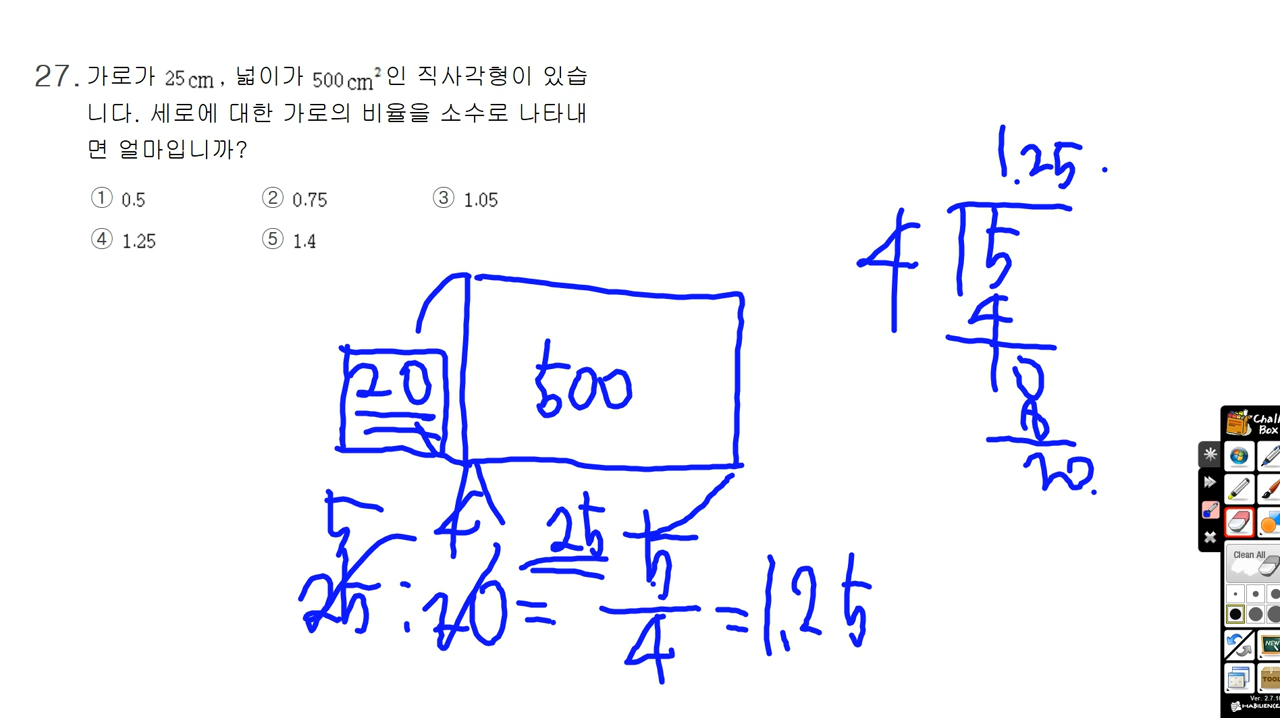 27. 가로가 25cm, 넓이가 500cm²인 직사각형이 있습
니다. 세로에 대한 가로의 비율을 소수로 나타내
면 얼마입니까?
① 0.5 ② 0.75 ③ 1.05
④ 1.25 ⑤ 1.4
1.25
4 5
4
10
20
20 500
5 4
25 : 20 = 5/4 = 1.25
25
Clean All
NEW
TOOL